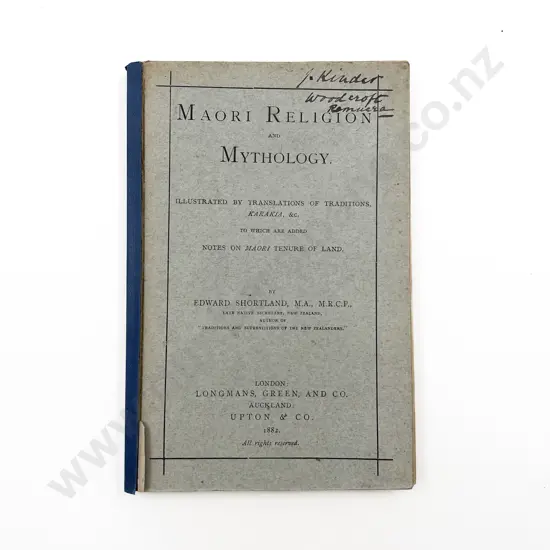 J. Kinder
Woodcroft
Remuera
MAORI RELIGION
AND
MYTHOLOGY.
ILLUSTRATED BY TRANSLATIONS OF TRADITIONS,
KARAKIA, &c.
TO WHICH ARE ADDED
NOTES ON MAORI TENURE OF LAND.
BY
EDWARD SHORTLAND, M.A., M.R.C.P.,
LATE NATIVE SECRETARY, NEW ZEALAND,
AUTHOR OF
"TRADITIONS AND SUPERSTITIONS OF THE NEW ZEALANDERS."
LONDON:
LONGMANS, GREEN, AND CO.
AUCKLAND:
UPTON, & CO.
1882.
All rights reserved.